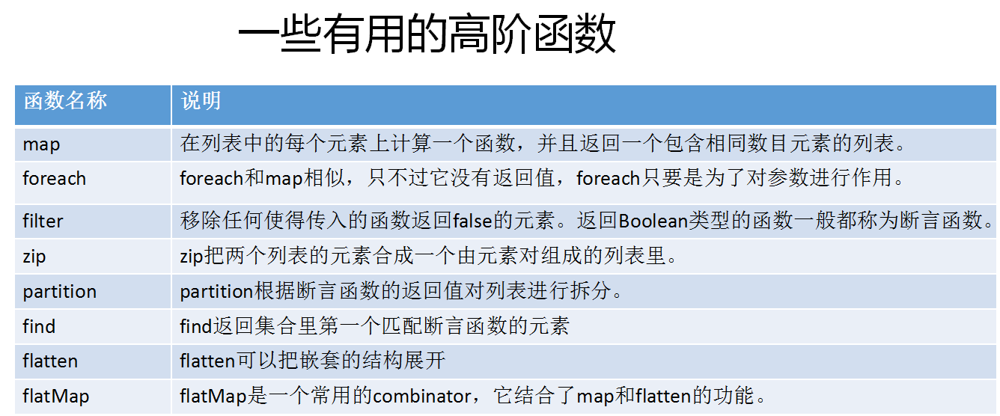 一些有用的高阶函数
函数名称 说明
map 在列表中的每个元素上计算一个函数，并且返回一个包含相同数目元素的列表。
foreach foreach和map相似，只不过它没有返回值，foreach只要是为了对参数进行作用。
filter 移除任何使得传入的函数返回false的元素。返回Boolean类型的函数一般都称为断言函数。
zip zip把两个列表的元素合成一个由元素对组成的列表里。
partition partition根据断言函数的返回值对列表进行拆分。
find find返回集合里第一个匹配断言函数的元素
flatten flatten可以把嵌套的结构展开
flatMap flatMap是一个常用的combinator，它结合了map和flatten的功能。